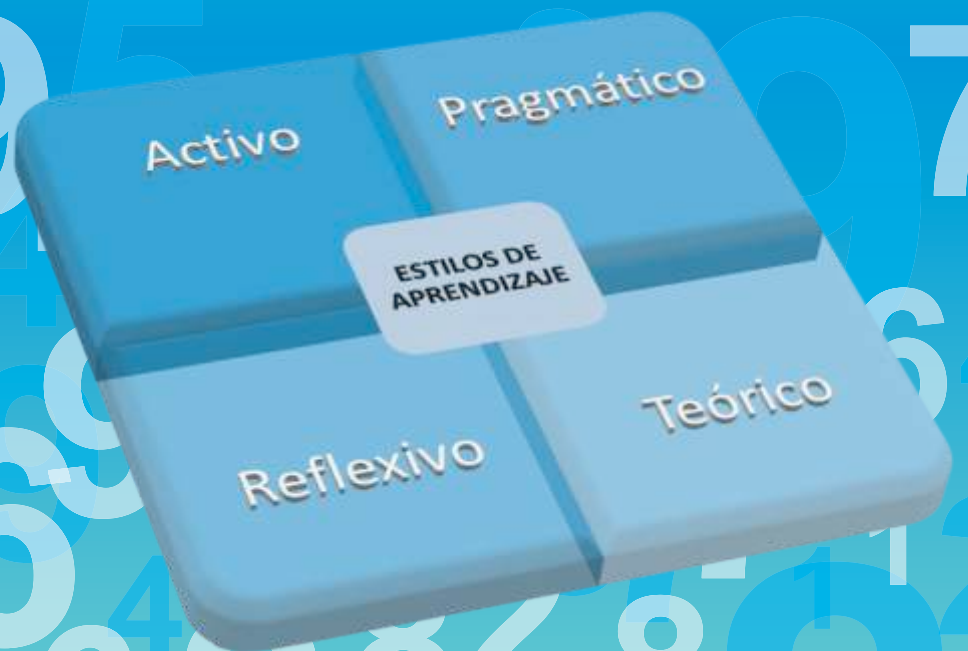 Activo
Pragmático
ESTILOS DE
APRENDIZAJE
Reflexivo
Teórico